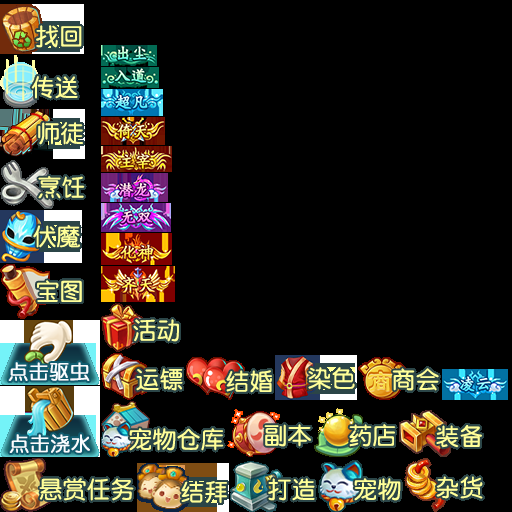 找回
出尘
入道
传送
超凡
师徒
倚天
主宰
烹饪
潜龙
无双
伏魔
化神
宝图
齐天
活动
点击驱虫
运镖 结婚 染色 商会 凌云
点击浇水
宠物仓库 副本 药店 装备
悬赏任务 结拜 打造 宠物 杂货